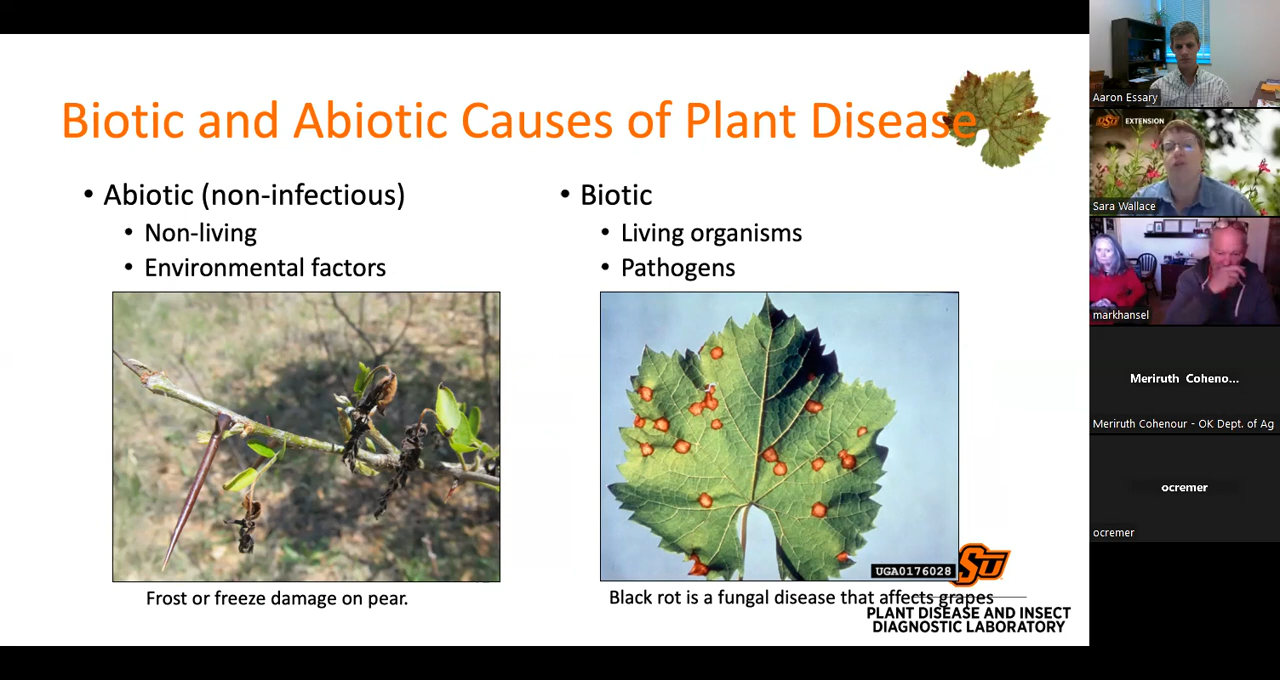 Biotic and Abiotic Causes of Plant Disease
• Abiotic (non-infectious)
• Non-living
• Environmental factors
Frost or freeze damage on pear.
• Biotic
• Living organisms
• Pathogens
UGA0176028
Black rot is a fungal disease that affects grapes
OSU
PLANT DISEASE AND INSECT
DIAGNOSTIC LABORATORY
Aaron Essary
OSU EXTENSION
Sara Wallace
markhansel
Meriruth Coheno...
Meriruth Cohenour - OK Dept. of Ag
ocremer
ocremer